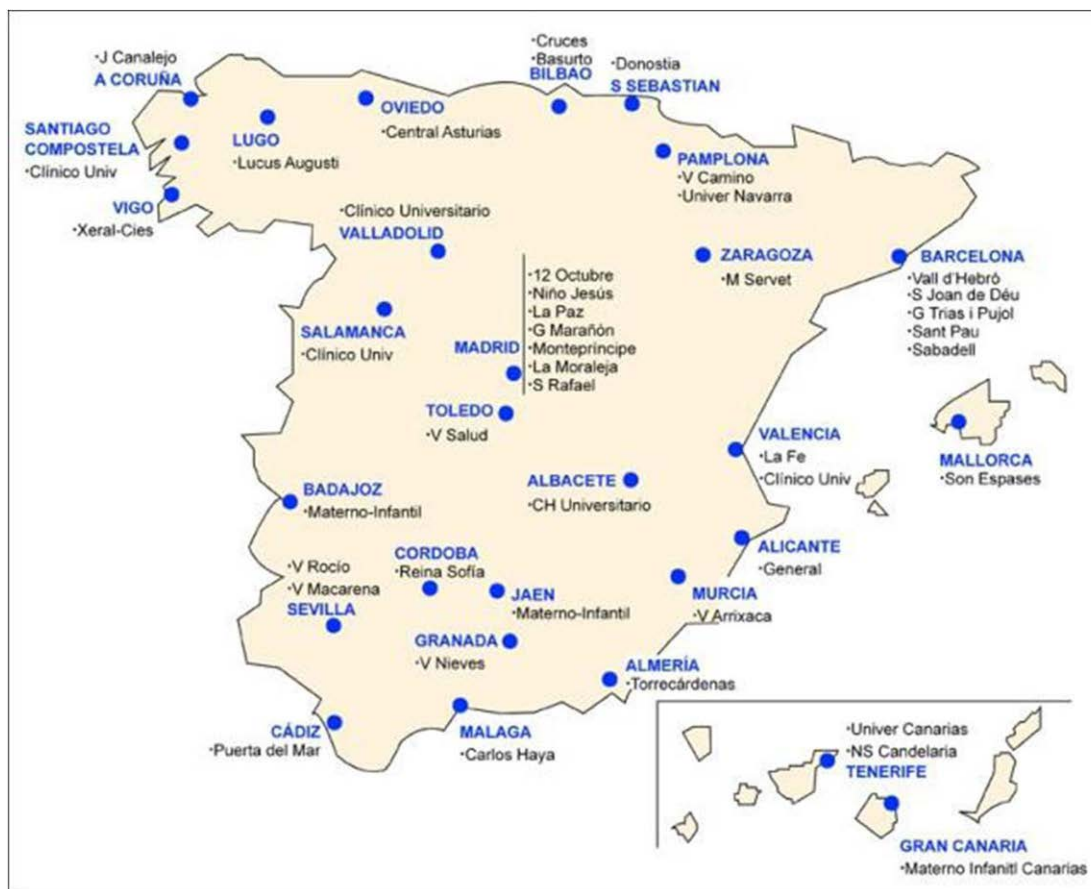 ·J Canalejo
A CORUÑA
SANTIAGO
COMPOSTELA
·Clínico Univ
LUGO
·Lucus Augusti
OVIEDO
·Central Asturias
·Cruces
·Basurto
BILBAO
·Donostia
S SEBASTIAN
PAMPLONA
·V Camino
·Univer Navarra
VIGO
·Xeral-Cies
·Clínico Universitario
VALLADOLID
ZARAGOZA
·M Servet
BARCELONA
·Vall d'Hebró
·S Joan de Déu
·G Trias i Pujol
·Sant Pau
·Sabadell
SALAMANCA
·Clínico Univ
MADRID
·12 Octubre
·Niño Jesús
·La Paz
·G Marañón
·Monteprincipe
·La Moraleja
·S Rafael
TOLEDO
·V Salud
VALENCIA
·La Fe
·Clínico Univ
MALLORCA
·Son Espases
BADAJOZ
·Materno-Infantil
ALBACETE
·CH Universitario
ALICANTE
·General
·V Rocío
·V Macarena
SEVILLA
CORDOBA
·Reina Sofía
JAEN
·Materno-Infantil
MURCIA
·V Arrixaca
GRANADA
·V Nieves
ALMERÍA
·Torrecárdenas
CÁDIZ
·Puerta del Mar
MALAGA
·Carlos Haya
·Univer Canarias
·NS Candelaria
TENERIFE
GRAN CANARIA
·Materno Infanitl Canarias